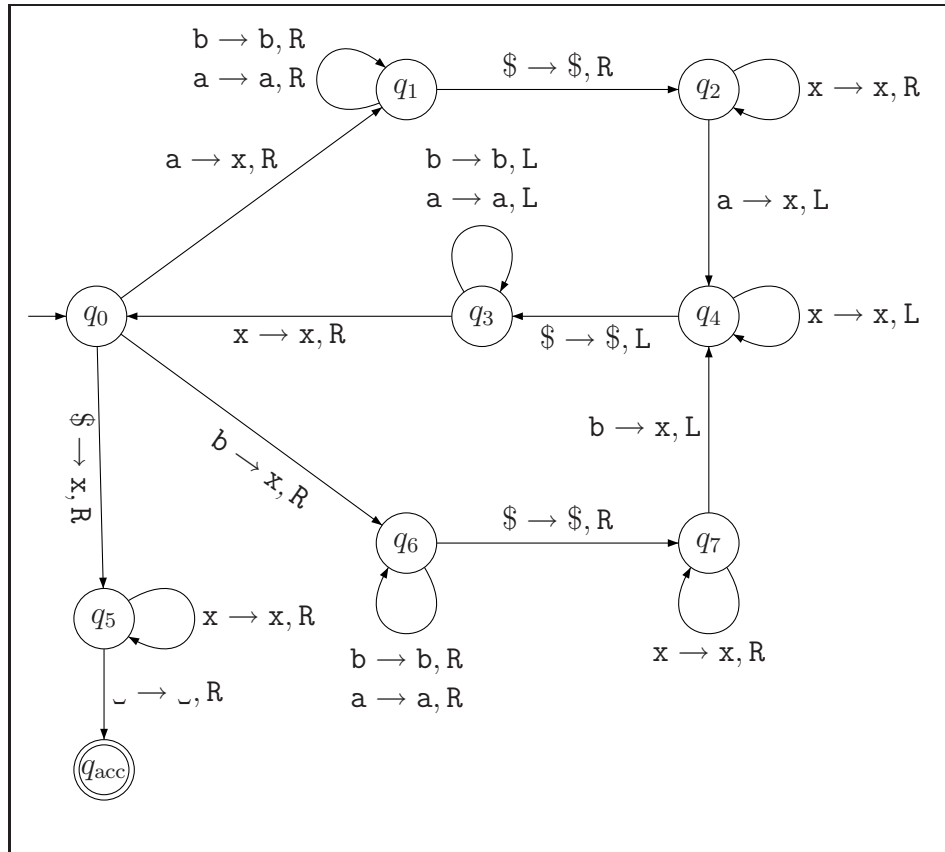 b → b, R
a → a, R
q₁
$ → $, R
q₂
x → x, R
a → x, R
b → b, L
a → a, L
a → x, L
q₀
x → x, R
q₃
$ → $, L
q₄
x → x, L
$ → x, R
b → x, R
b → x, L
q₆
$ → $, R
q₇
q₅
x → x, R
b → b, R
a → a, R
x → x, R
␣ → ␣, R
qacc